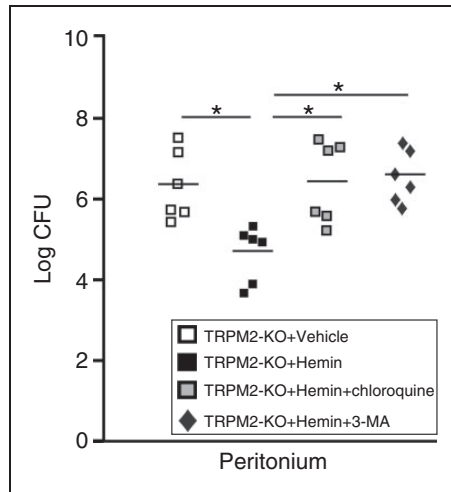 10
8
6
4
2
0
Log CFU
*
*
*
TRPM2-KO+Vehicle
TRPM2-KO+Hemin
TRPM2-KO+Hemin+chloroquine
TRPM2-KO+Hemin+3-MA
Peritonium